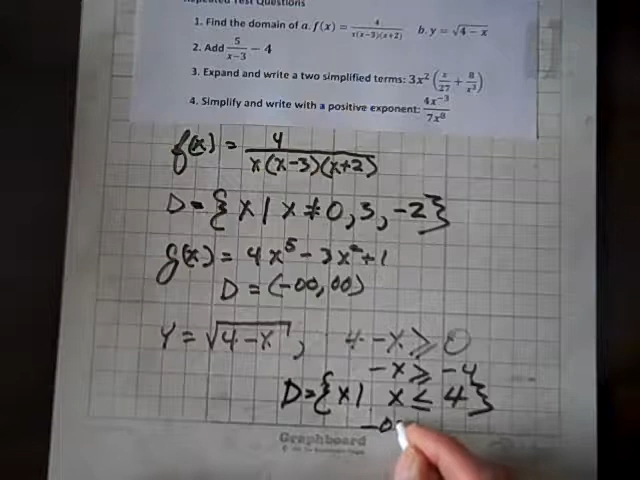 Repeated Test Questions
1. Find the domain of a. f(x) = 4/(x(x−3)(x+2)) b. y = √(4 − x)
2. Add 5/(x−3) − 4
3. Expand and write a two simplified terms: 3x² (x/27 + 8/x³)
4. Simplify and write with a positive exponent: 4x⁻³/7x⁸
f(x) = 4/(x(x−3)(x+2))
D = {x | x ≠ 0, 3, −2}
g(x) = 4x⁵ − 3x² + 1
D = (−∞, ∞)
y = √(4 − x), 4 − x ≥ 0
−x ≥ −4
D = {x | x ≤ 4}
Graphboard